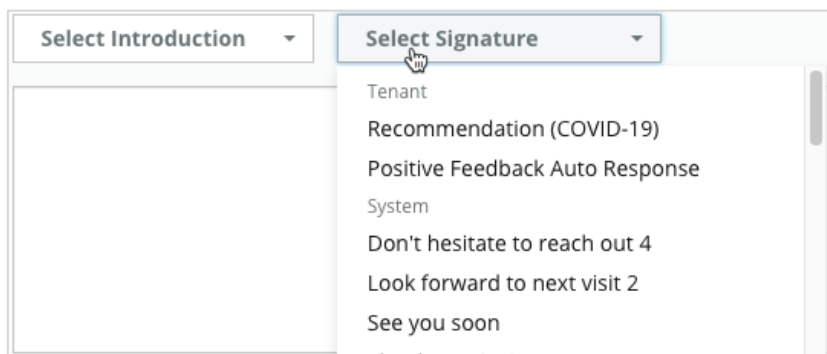 Select Introduction
Select Signature
Tenant
Recommendation (COVID-19)
Positive Feedback Auto Response
System
Don't hesitate to reach out 4
Look forward to next visit 2
See you soon